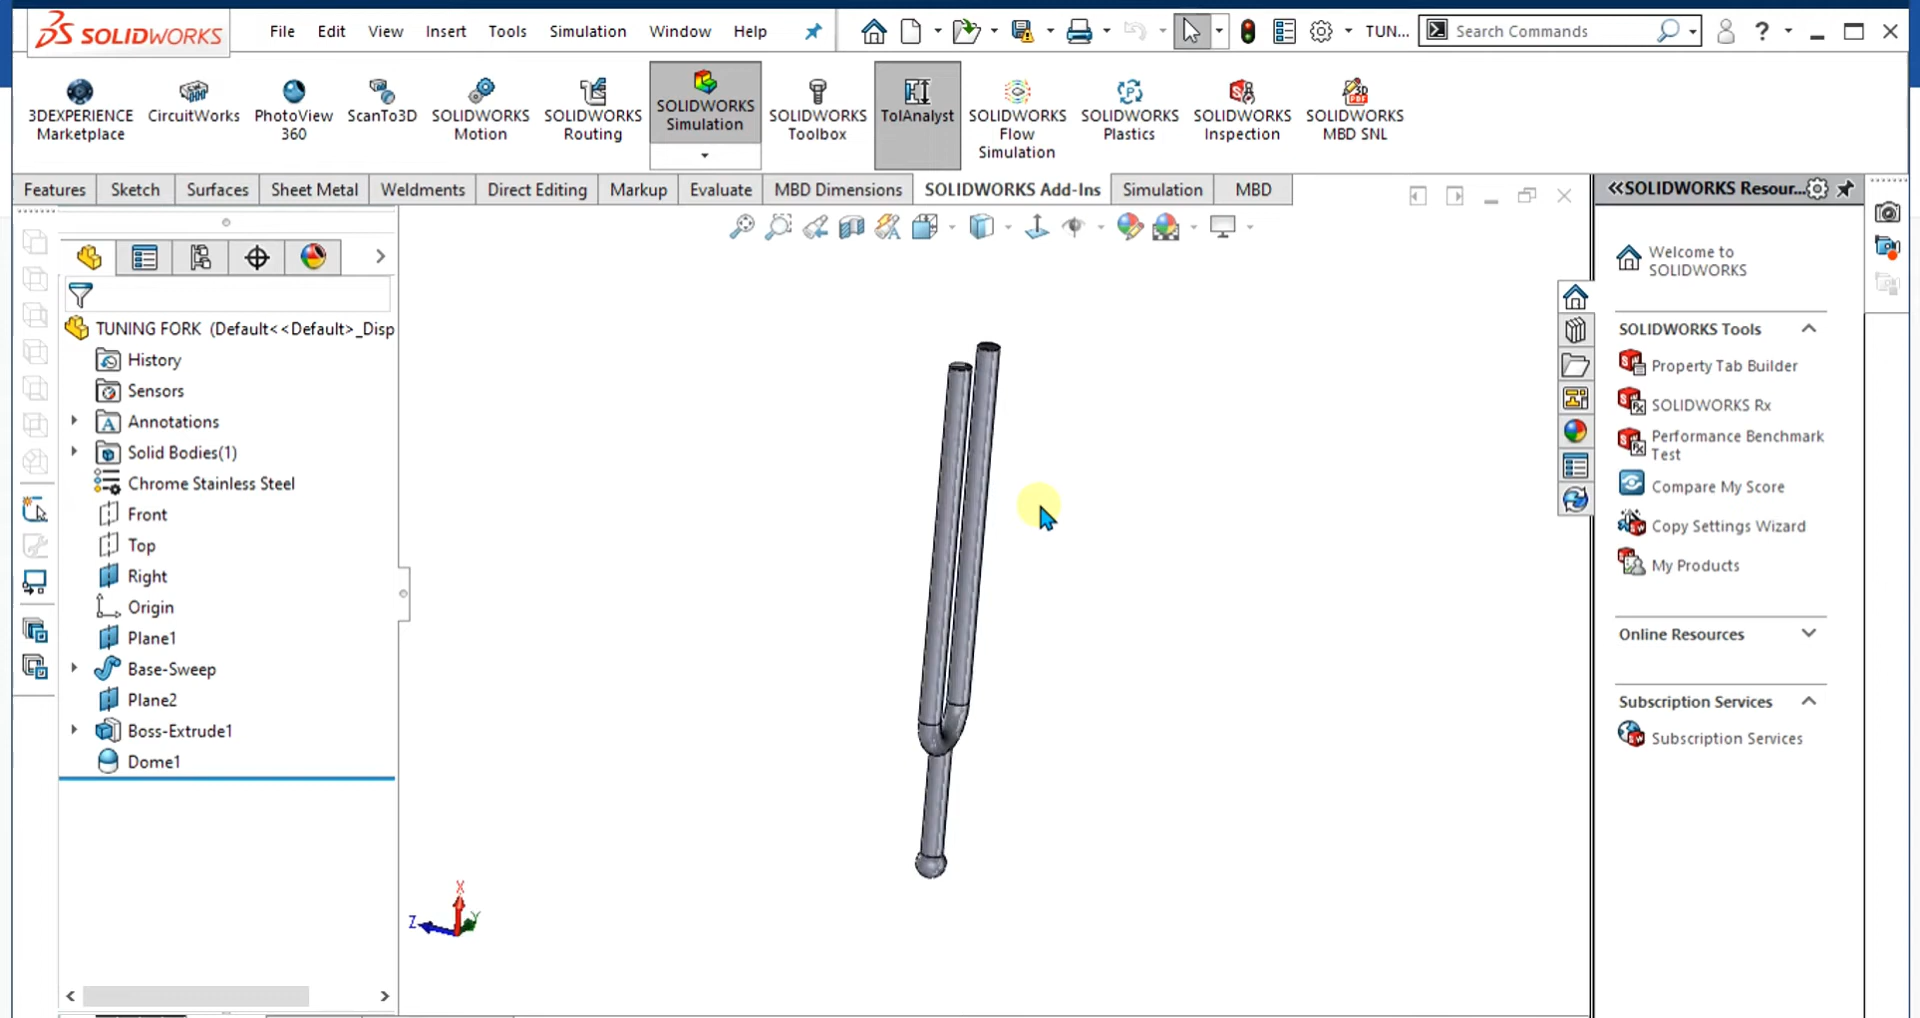 SOLIDWORKS
File Edit View Insert Tools Simulation Window Help
TUN...
Search Commands
3DEXPERIENCE Marketplace
CircuitWorks
PhotoView 360
ScanTo3D
SOLIDWORKS Motion
SOLIDWORKS Routing
SOLIDWORKS Simulation
SOLIDWORKS Toolbox
TolAnalyst
SOLIDWORKS Flow Simulation
SOLIDWORKS Plastics
SOLIDWORKS Inspection
SOLIDWORKS MBD SNL
Features Sketch Surfaces Sheet Metal Weldments Direct Editing Markup Evaluate MBD Dimensions SOLIDWORKS Add-Ins Simulation MBD
TUNING FORK (Default<<Default>_Disp
History
Sensors
Annotations
Solid Bodies(1)
Chrome Stainless Steel
Front
Top
Right
Origin
Plane1
Base-Sweep
Plane2
Boss-Extrude1
Dome1
X
Y
Z
SOLIDWORKS Resour...
Welcome to
SOLIDWORKS
SOLIDWORKS Tools
Property Tab Builder
SOLIDWORKS Rx
Performance Benchmark
Test
Compare My Score
Copy Settings Wizard
My Products
Online Resources
Subscription Services
Subscription Services